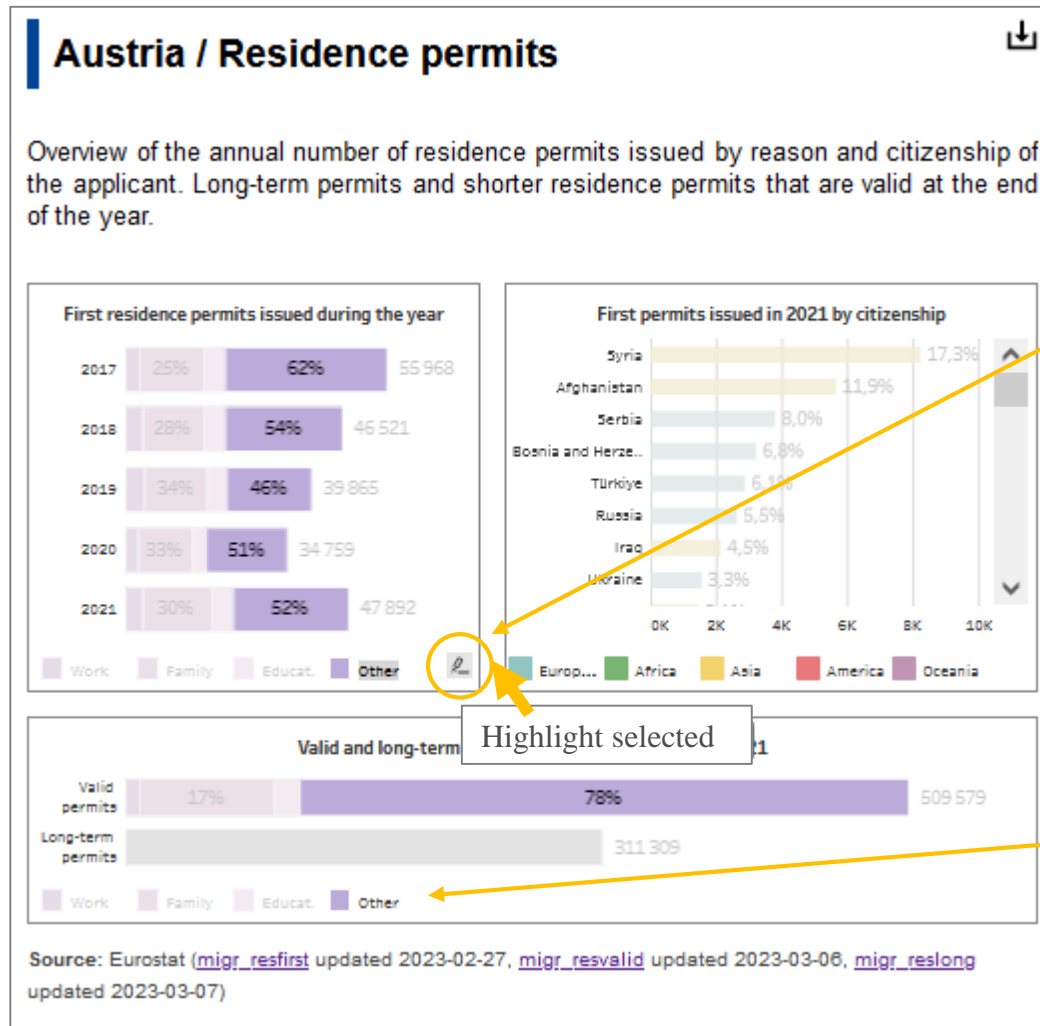 Austria / Residence permits
Overview of the annual number of residence permits issued by reason and citizenship of
the applicant. Long-term permits and shorter residence permits that are valid at the end
of the year.
First residence permits issued during the year
2017 25% 62% 55 968
2018 28% 54% 46 521
2019 34% 46% 39 865
2020 33% 51% 34 759
2021 30% 52% 47 892
Work Family Educat. Other
First permits issued in 2021 by citizenship
Syria 17,3%
Afghanistan 11,9%
Serbia 8,0%
Bosnia and Herze... 6,8%
Türkiye 6,1%
Russia 5,5%
Iraq 4,5%
Ukraine 3,3%
0K 2K 4K 6K 8K 10K
Europ... Africa Asia America Oceania
Highlight selected
Valid and long-term
Valid
permits
17% 78% 509 579
Long-term
permits
311 309
Work Family Educat. Other
Source: Eurostat (migr_resfirst updated 2023-02-27, migr_resvalid updated 2023-03-06, migr_reslong
updated 2023-03-07)